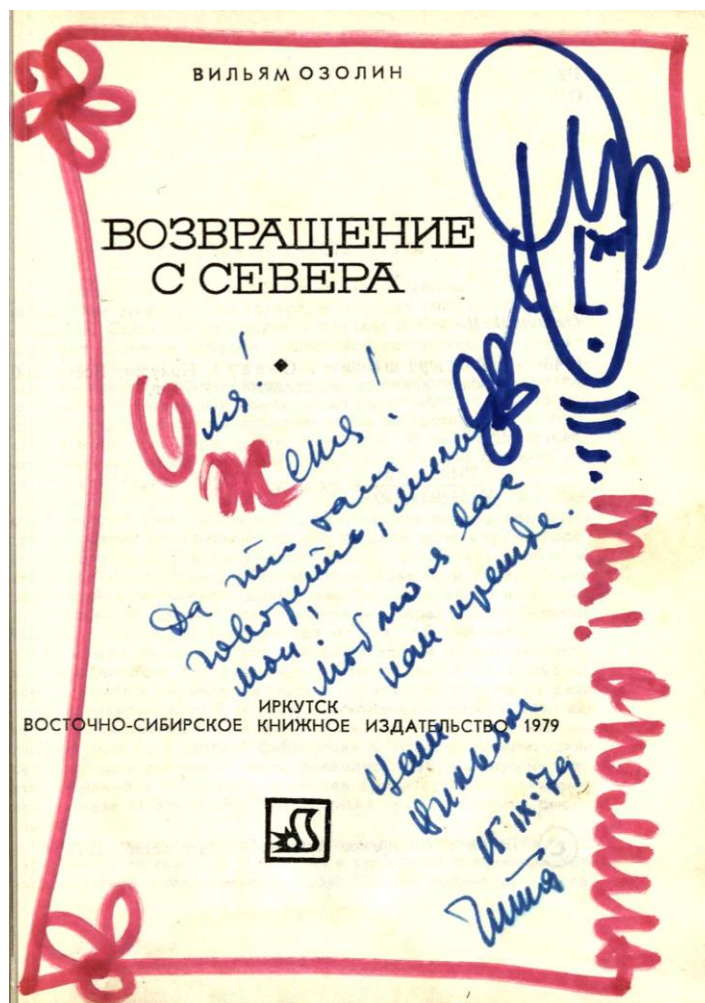 ВИЛЬЯМ ОЗОЛИН
ВОЗВРАЩЕНИЕ
С СЕВЕРА
Оля!
Женя!
Да что там
говорить, милые
мои! Люблю я вас
как прежде.
Ваш
Вильям
15 IX-79
Чита
ИРКУТСК
ВОСТОЧНО-СИБИРСКОЕ КНИЖНОЕ ИЗДАТЕЛЬСТВО 1979